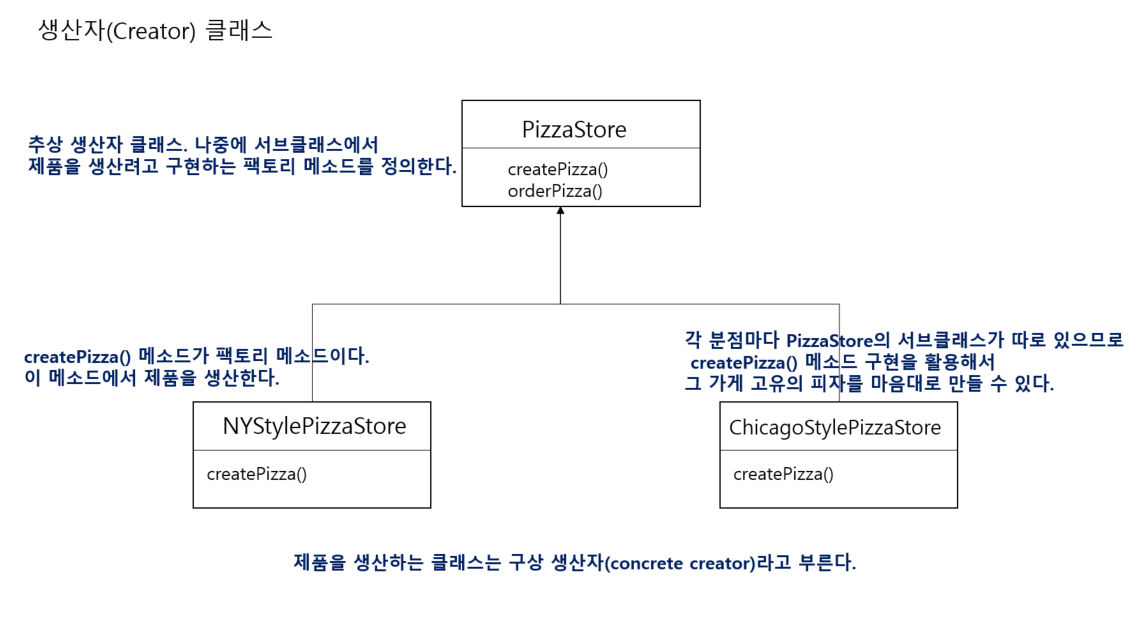 생산자(Creator) 클래스
추상 생산자 클래스. 나중에 서브클래스에서
제품을 생산려고 구현하는 팩토리 메소드를 정의한다.
PizzaStore
createPizza()
orderPizza()
createPizza() 메소드가 팩토리 메소드이다.
이 메소드에서 제품을 생산한다.
각 분점마다 PizzaStore의 서브클래스가 따로 있으므로
createPizza() 메소드 구현을 활용해서
그 가게 고유의 피자를 마음대로 만들 수 있다.
NYStylePizzaStore
createPizza()
ChicagoStylePizzaStore
createPizza()
제품을 생산하는 클래스는 구상 생산자(concrete creator)라고 부른다.